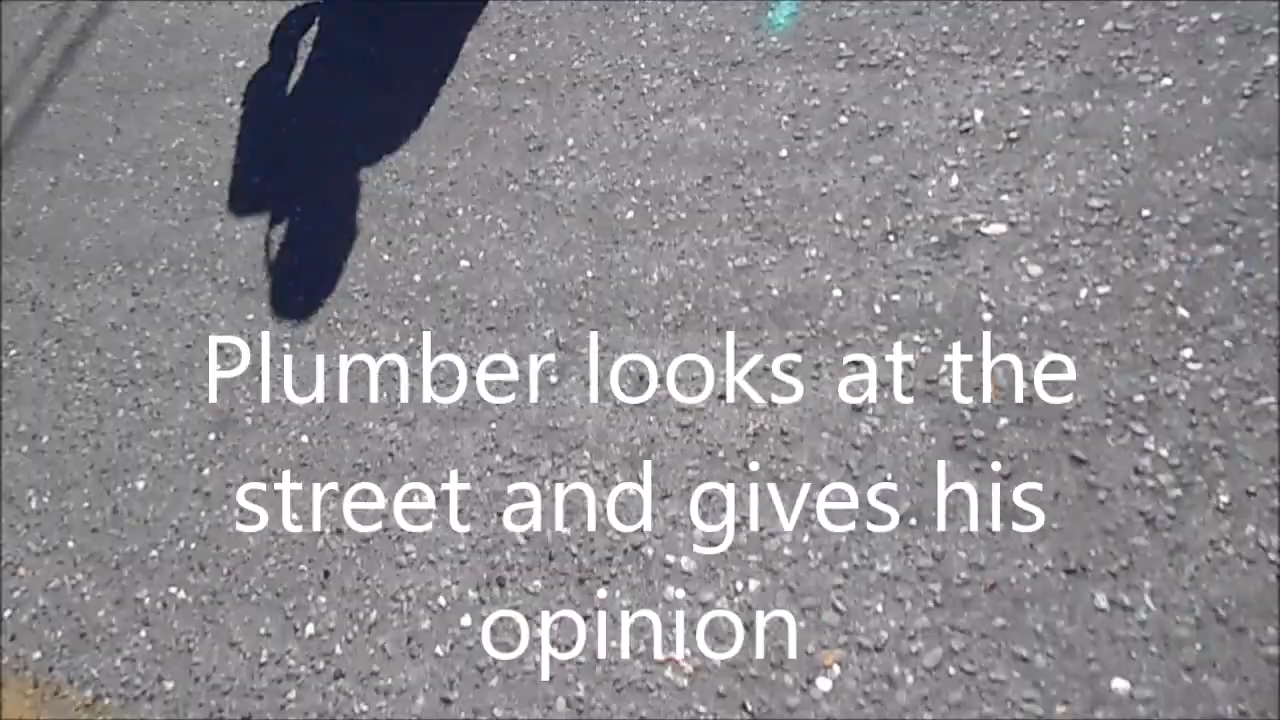 Plumber looks at the
street and gives his
opinion